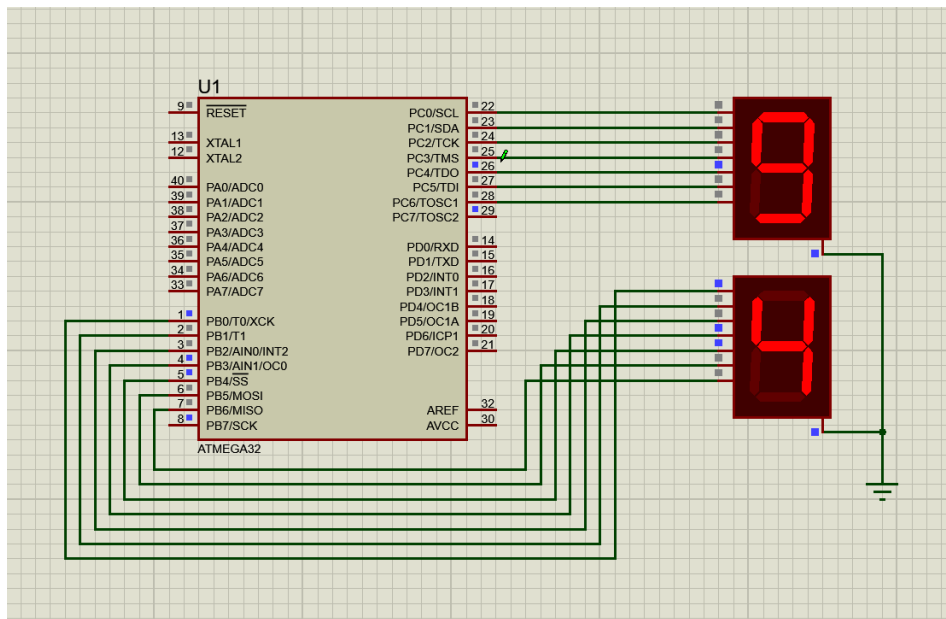 U1
9 RESET
13 XTAL1
12 XTAL2
40 PA0/ADC0
39 PA1/ADC1
38 PA2/ADC2
37 PA3/ADC3
36 PA4/ADC4
35 PA5/ADC5
34 PA6/ADC6
33 PA7/ADC7
1 PB0/T0/XCK
2 PB1/T1
3 PB2/AIN0/INT2
4 PB3/AIN1/OC0
5 PB4/SS
6 PB5/MOSI
7 PB6/MISO
8 PB7/SCK
PC0/SCL 22
PC1/SDA 23
PC2/TCK 24
PC3/TMS 25
PC4/TDO 26
PC5/TDI 27
PC6/TOSC1 28
PC7/TOSC2 29
PD0/RXD 14
PD1/TXD 15
PD2/INT0 16
PD3/INT1 17
PD4/OC1B 18
PD5/OC1A 19
PD6/ICP1 20
PD7/OC2 21
AREF 32
AVCC 30
ATMEGA32
9
4